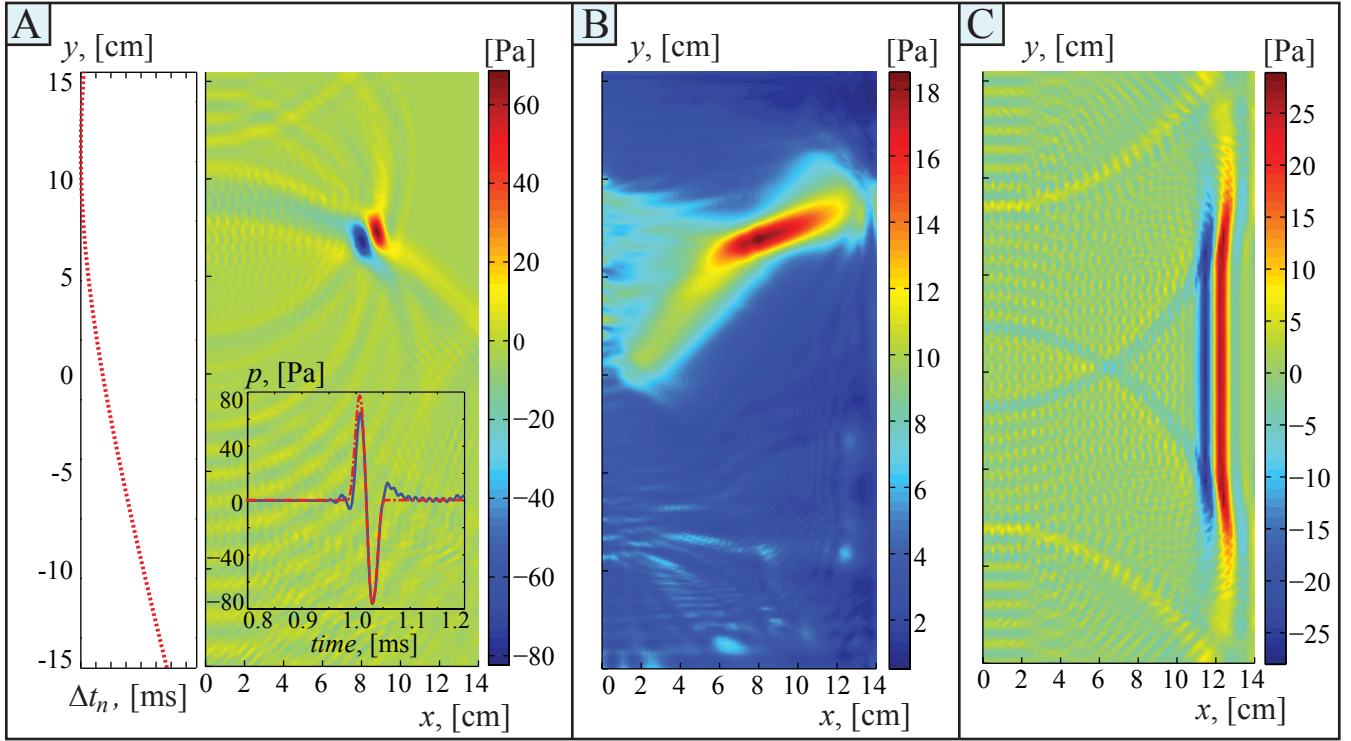 A
y, [cm]
[Pa]
15
10
5
0
-5
-10
-15
Δtₙ, [ms]
60
40
20
0
−20
−40
−60
−80
p, [Pa]
80
40
0
−40
−80
0.8 0.9 1.0 1.1 1.2
time, [ms]
0 2 4 6 8 10 12 14
x, [cm]
B
y, [cm]
[Pa]
18
16
14
12
10
8
6
4
2
0 2 4 6 8 10 12 14
x, [cm]
C
y, [cm]
[Pa]
25
20
15
10
5
0
−5
−10
−15
−20
−25
0 2 4 6 8 10 12 14
x, [cm]